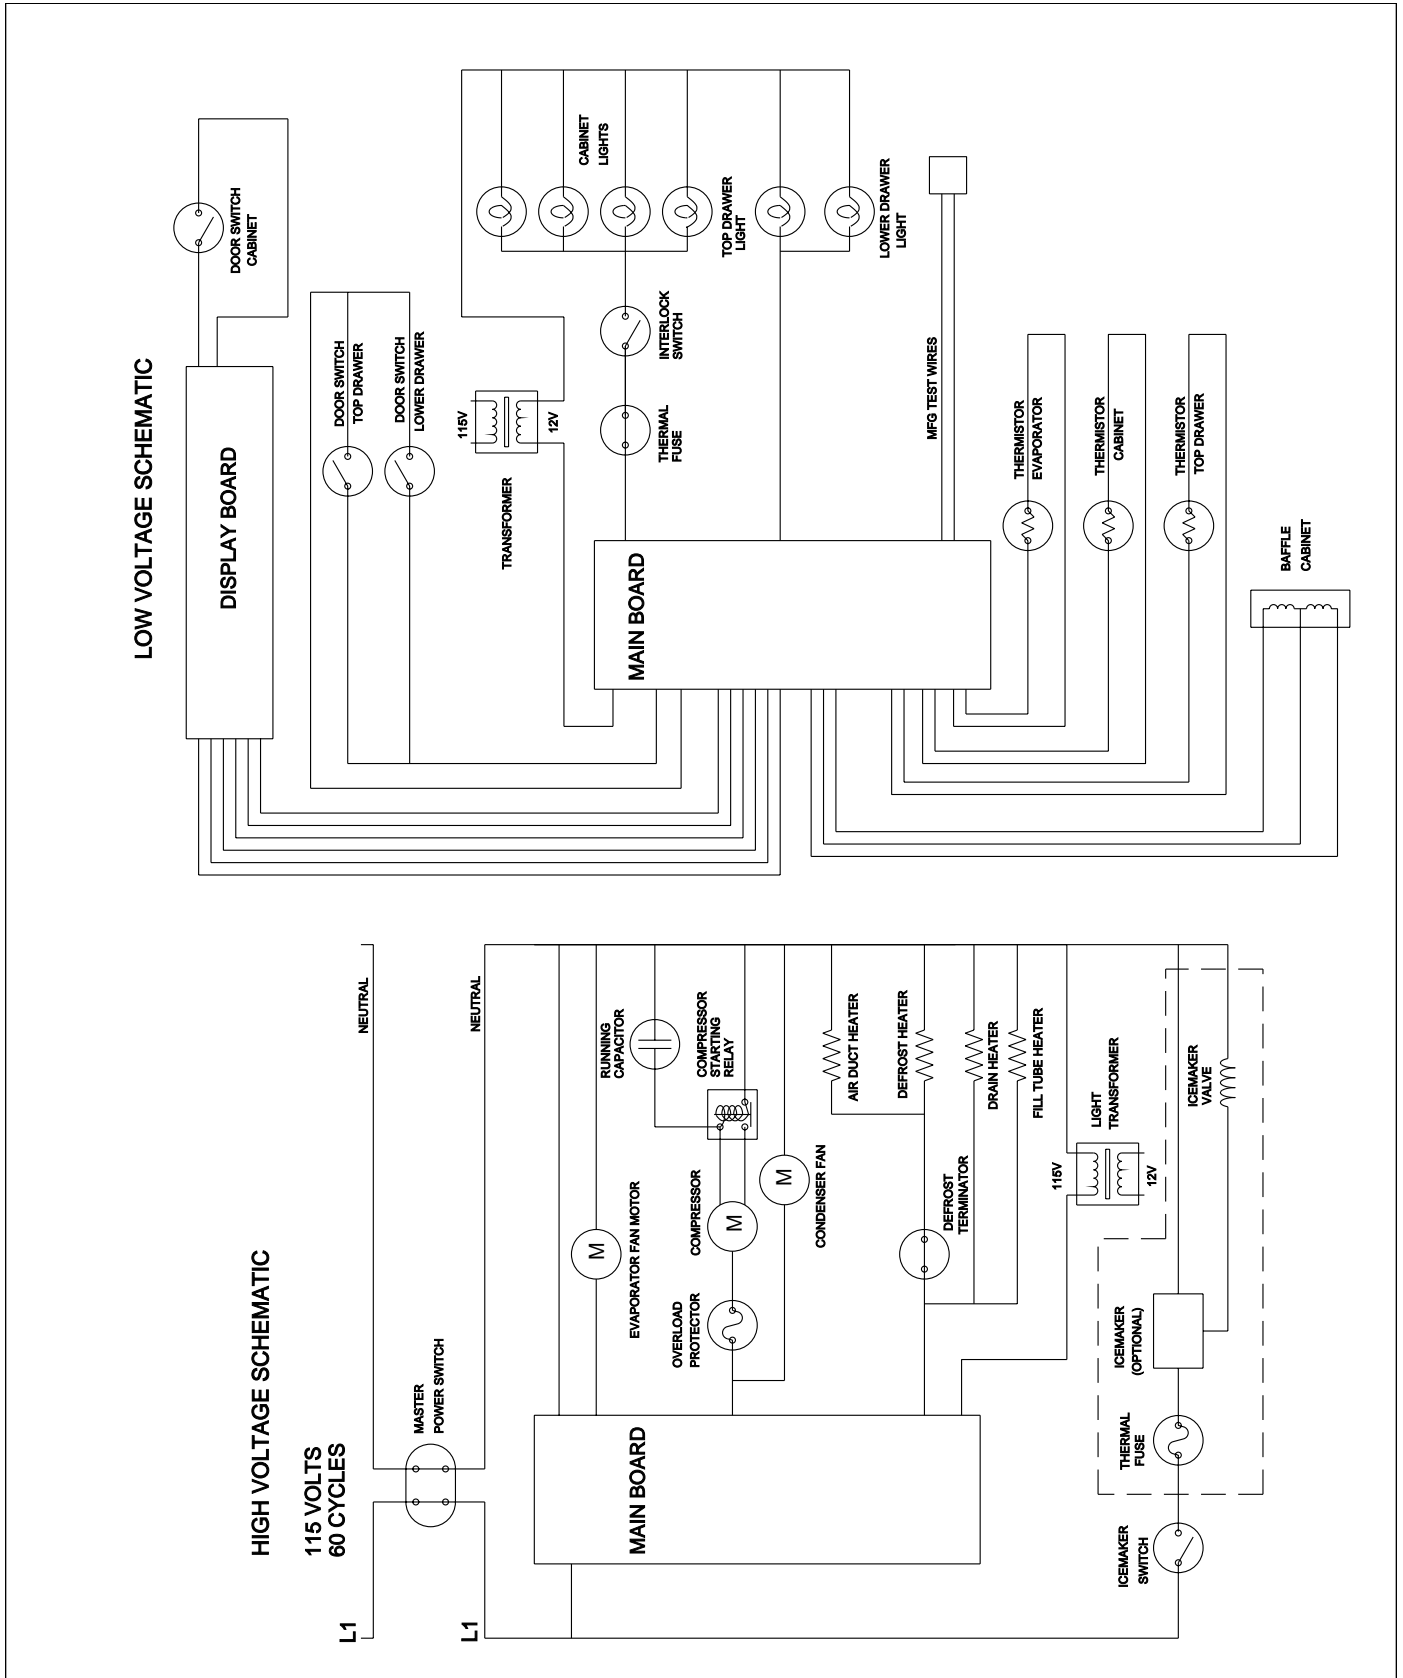 LOW VOLTAGE SCHEMATIC
DISPLAY BOARD
DOOR SWITCH
CABINET
DOOR SWITCH
TOP DRAWER
DOOR SWITCH
LOWER DRAWER
115V
12V
TRANSFORMER
CABINET
LIGHTS
TOP DRAWER
LIGHT
LOWER DRAWER
LIGHT
INTERLOCK
SWITCH
THERMAL
FUSE
MAIN BOARD
MFG TEST WIRES
THERMISTOR
EVAPORATOR
THERMISTOR
CABINET
THERMISTOR
TOP DRAWER
BAFFLE
CABINET
HIGH VOLTAGE SCHEMATIC
115 VOLTS
60 CYCLES
L1
L1
NEUTRAL
NEUTRAL
MASTER
POWER SWITCH
MAIN BOARD
EVAPORATOR FAN MOTOR
M
RUNNING
CAPACITOR
COMPRESSOR
STARTING
RELAY
COMPRESSOR
M
OVERLOAD
PROTECTOR
CONDENSER FAN
M
AIR DUCT HEATER
DEFROST HEATER
DRAIN HEATER
FILL TUBE HEATER
DEFROST
TERMINATOR
LIGHT
TRANSFORMER
115V
12V
ICEMAKER
VALVE
ICEMAKER
(OPTIONAL)
THERMAL
FUSE
ICEMAKER
SWITCH